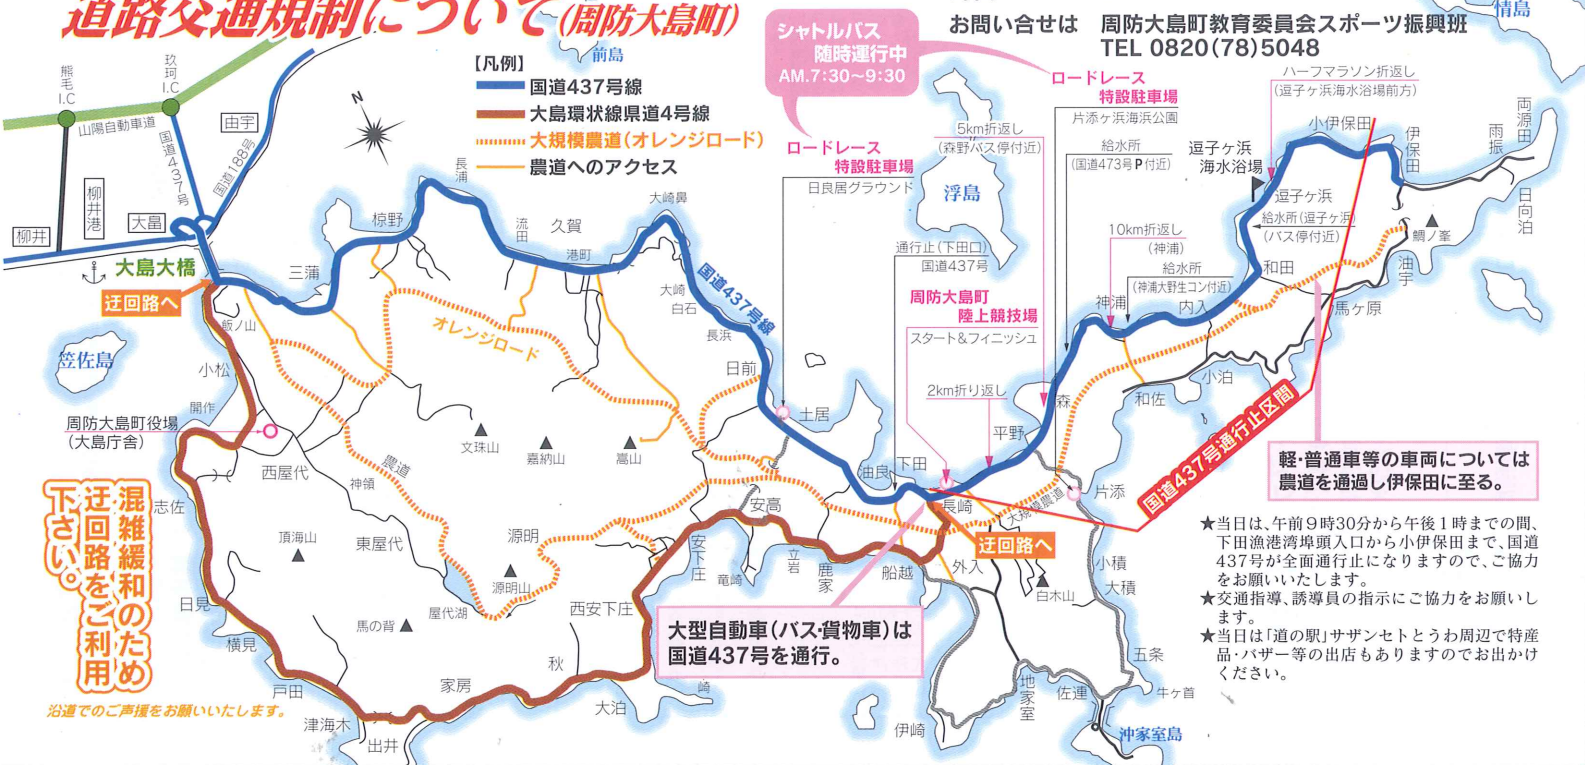 道路交通規制について(周防大島町)
お問い合せは 周防大島町教育委員会スポーツ振興班
TEL 0820(78)5048
シャトルバス
随時運行中
AM.7:30～9:30
【凡例】
国道437号線
大島環状線県道4号線
大規模農道(オレンジロード)
農道へのアクセス
N
前島
情島
熊毛I.C
玖珂I.C
山陽自動車道
国道437号
国道188号
由宇
柳井港
柳井
大畠
大島大橋
迂回路へ
笠佐島
三蒲
椋野
長浦
流田
久賀
港町
大崎鼻
大崎
白石
長浜
日前
国道437号線
オレンジロード
飯ノ山
小松
開作
周防大島町役場
(大島庁舎)
西屋代
志佐
神領
農道
文珠山
嘉納山
嵩山
頂海山
東屋代
源明
源明山
屋代湖
馬の背
日見
横見
戸田
津海木
沖
出井
家房
秋
大泊
崎
西安下庄
安下庄
安高
竜崎
立岩
鹿家
船越
外入
土居
油良
下田
長崎
大規模農道
平野
森
片添
小積
大積
白木山
五条
牛ヶ首
佐連
地家室
伊崎
沖家室島
浮島
ロードレース
特設駐車場
日良居グラウンド
5km折返し
(森野バス停付近)
ロードレース
特設駐車場
片添ヶ浜海浜公園
給水所
(国道473号P付近)
通行止(下田口)
国道437号
周防大島町
陸上競技場
スタート&フィニッシュ
2km折り返し
10km折返し
(神浦)
給水所
(神浦大野生コン付近)
ハーフマラソン折返し
(逗子ヶ浜海水浴場前方)
逗子ヶ浜
海水浴場
逗子ヶ浜
給水所(逗子ヶ浜
(バス停付近)
小伊保田
伊保田
両源田
雨振
日向泊
鯛ノ峯
油宇
馬ヶ原
和田
内入
神浦
小泊
和佐
国道437号通行止区間
迂回路へ
軽・普通車等の車両については
農道を通過し伊保田に至る。
大型自動車(バス・貨物車)は
国道437号を通行。
混雑緩和のため
迂回路をご利用
下さい。
沿道でのご声援をお願いいたします。
★当日は、午前9時30分から午後1時までの間、
下田漁港湾埠頭入口から小伊保田まで、国道
437号が全面通行止になりますので、ご協力
をお願いいたします。
★交通指導、誘導員の指示にご協力をお願いし
ます。
★当日は「道の駅」サザンセトとうわ周辺で特産
品・バザー等の出店もありますのでお出かけ
ください。